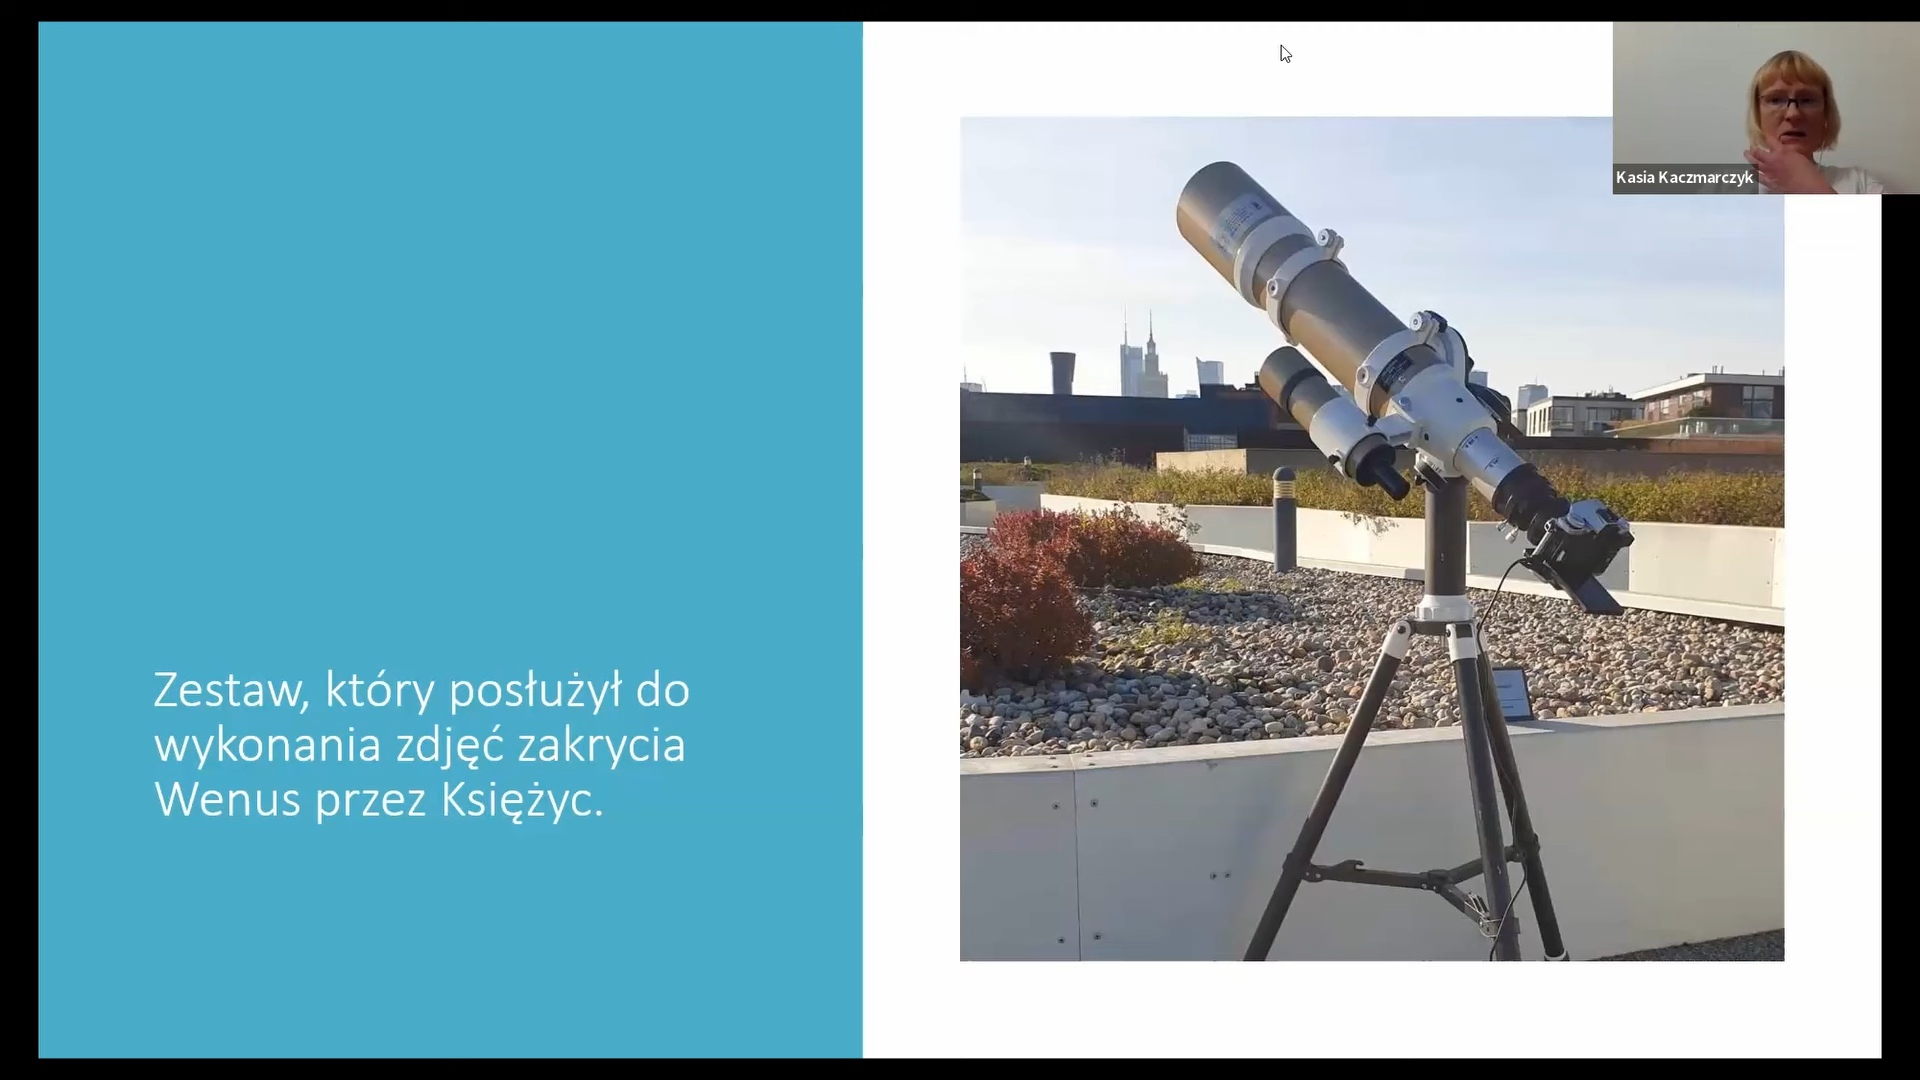 Kasia Kaczmarczyk
Zestaw, który posłużył do
wykonania zdjęć zakrycia
Wenus przez Księżyc.